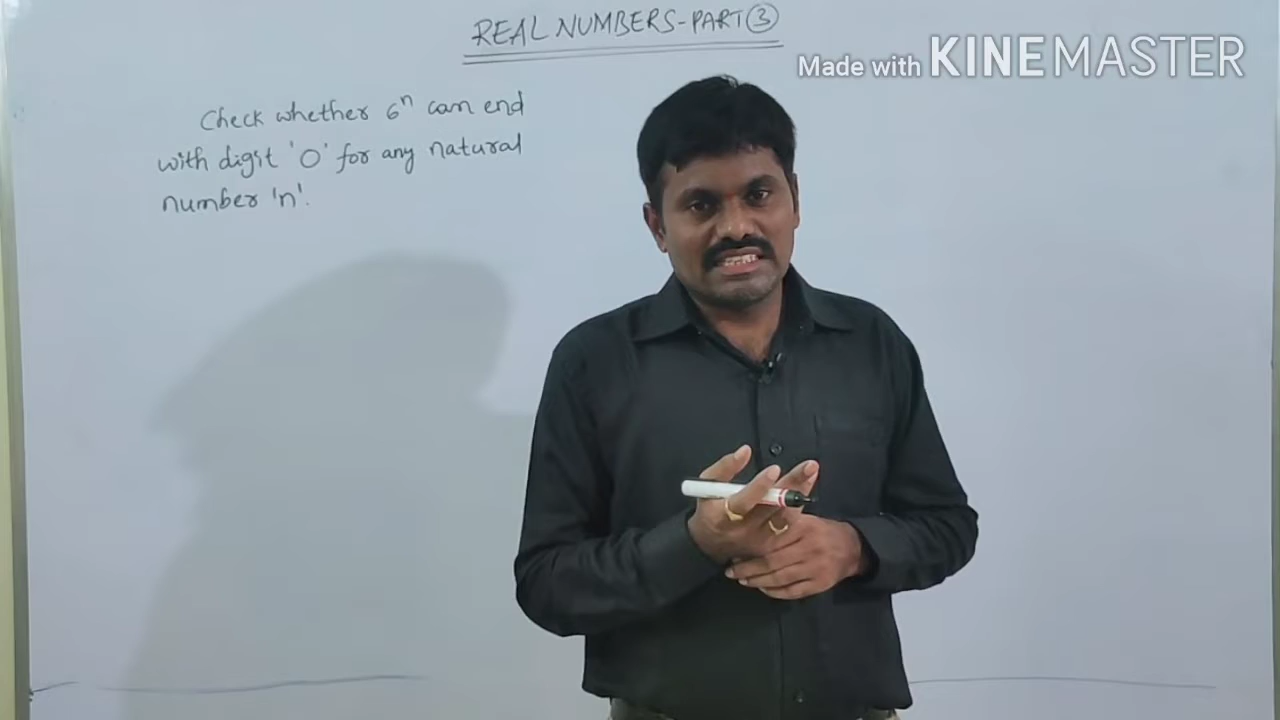 REAL NUMBERS-PART ③
Made with KINEMASTER
Check whether 6ⁿ can end
with digit '0' for any natural
number 'n'.